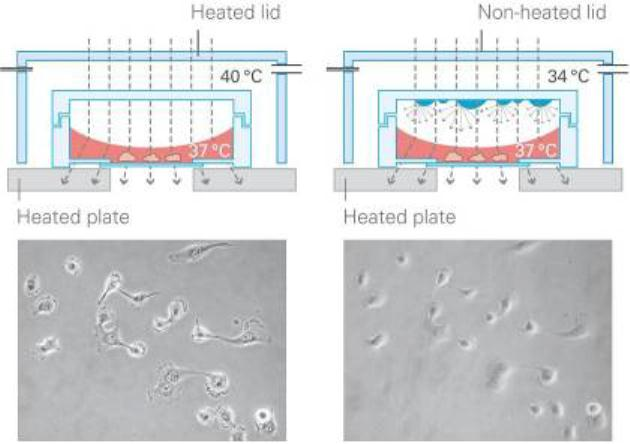 Heated lid
Non-heated lid
40 °C
34 °C
37 °C
37 °C
Heated plate
Heated plate